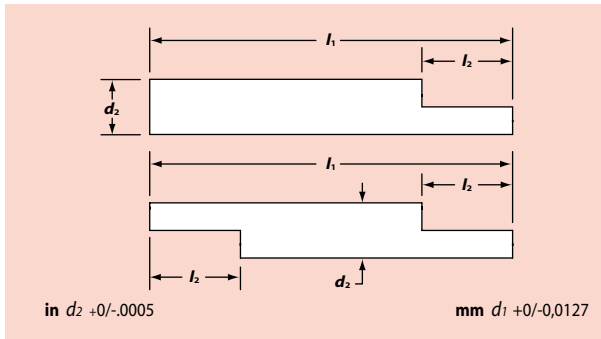 l₁
l₂
d₂
l₁
l₂
l₂
d₂
in d₂ +0/-.0005
mm d₁ +0/-0,0127